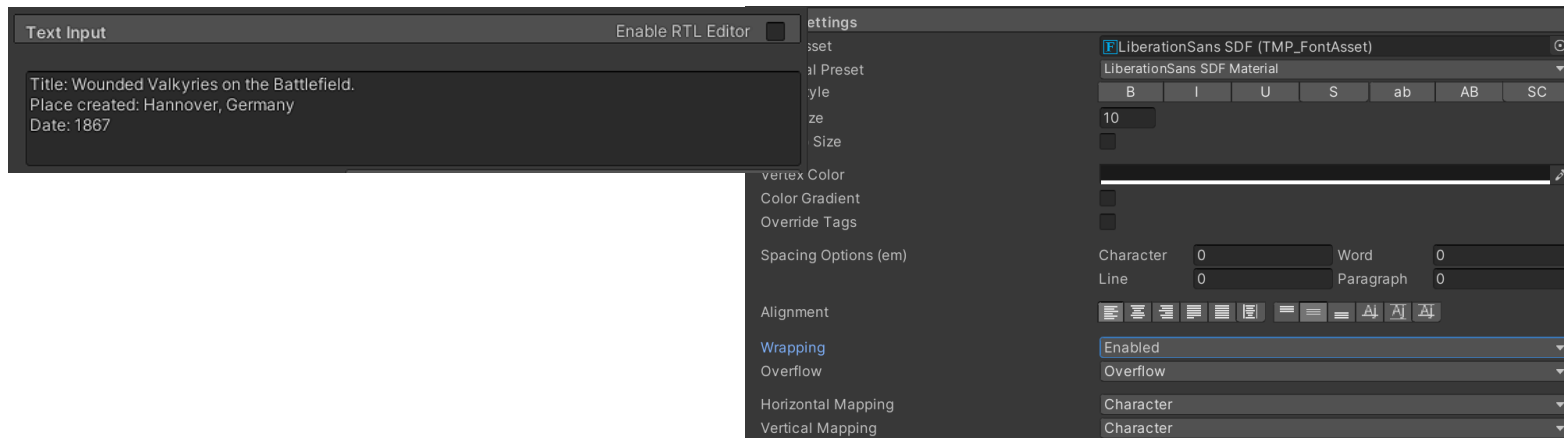 Text Input
Enable RTL Editor
Title: Wounded Valkyries on the Battlefield.
Place created: Hannover, Germany
Date: 1867
ettings
sset
F LiberationSans SDF (TMP_FontAsset)
al Preset
LiberationSans SDF Material
yle
B I U S ab AB SC
ze
10
Size
Vertex Color
Color Gradient
Override Tags
Spacing Options (em)
Character 0 Word 0
Line 0 Paragraph 0
Alignment
Wrapping
Enabled
Overflow
Overflow
Horizontal Mapping
Character
Vertical Mapping
Character